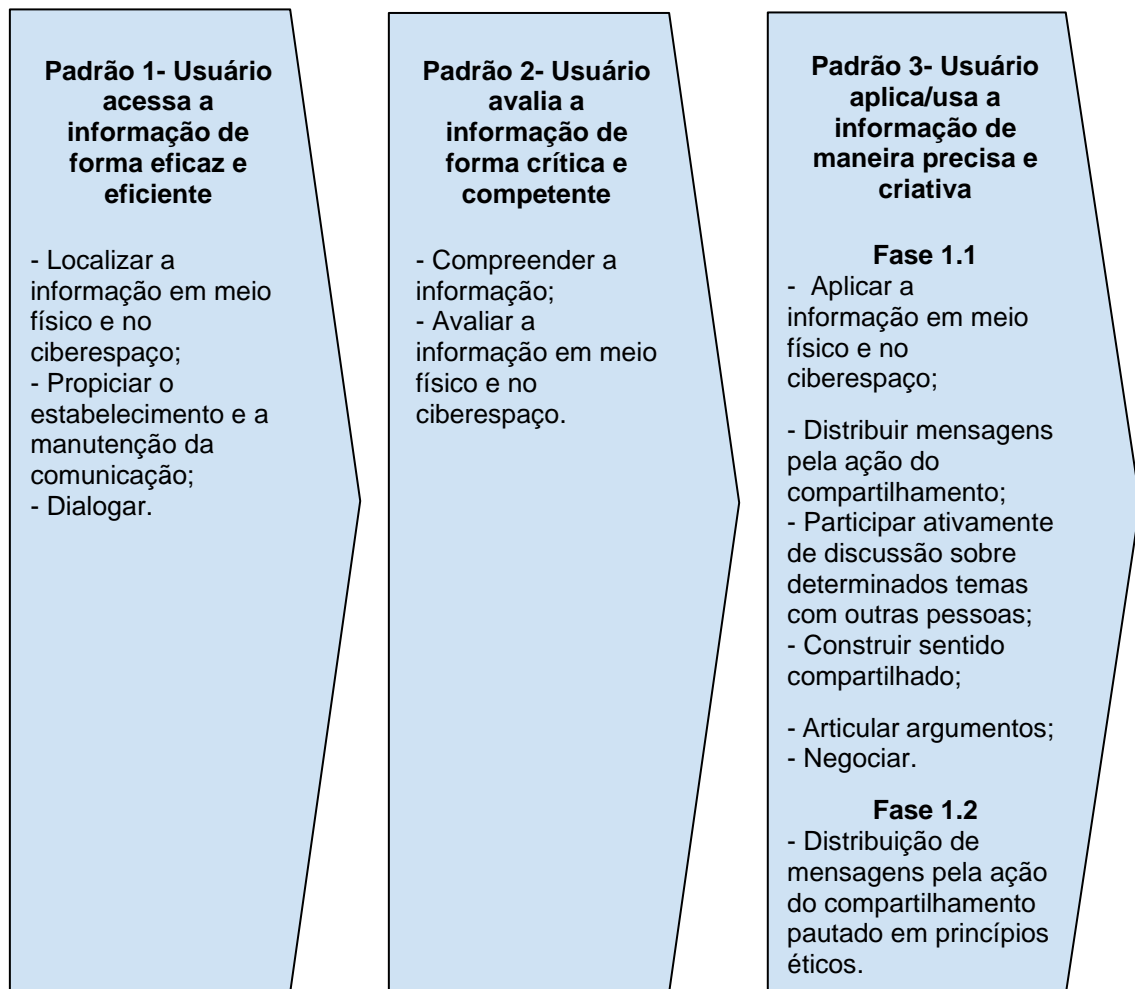 Padrão 1- Usuário
acessa a
informação de
forma eficaz e
eficiente
- Localizar a
informação em meio
físico e no
ciberespaço;
- Propiciar o
estabelecimento e a
manutenção da
comunicação;
- Dialogar.
Padrão 2- Usuário
avalia a
informação de
forma crítica e
competente
- Compreender a
informação;
- Avaliar a
informação em meio
físico e no
ciberespaço.
Padrão 3- Usuário
aplica/usa a
informação de
maneira precisa e
criativa
Fase 1.1
- Aplicar a
informação em meio
físico e no
ciberespaço;
- Distribuir mensagens
pela ação do
compartilhamento;
- Participar ativamente
de discussão sobre
determinados temas
com outras pessoas;
- Construir sentido
compartilhado;
- Articular argumentos;
- Negociar.
Fase 1.2
- Distribuição de
mensagens pela ação
do compartilhamento
pautado em princípios
éticos.